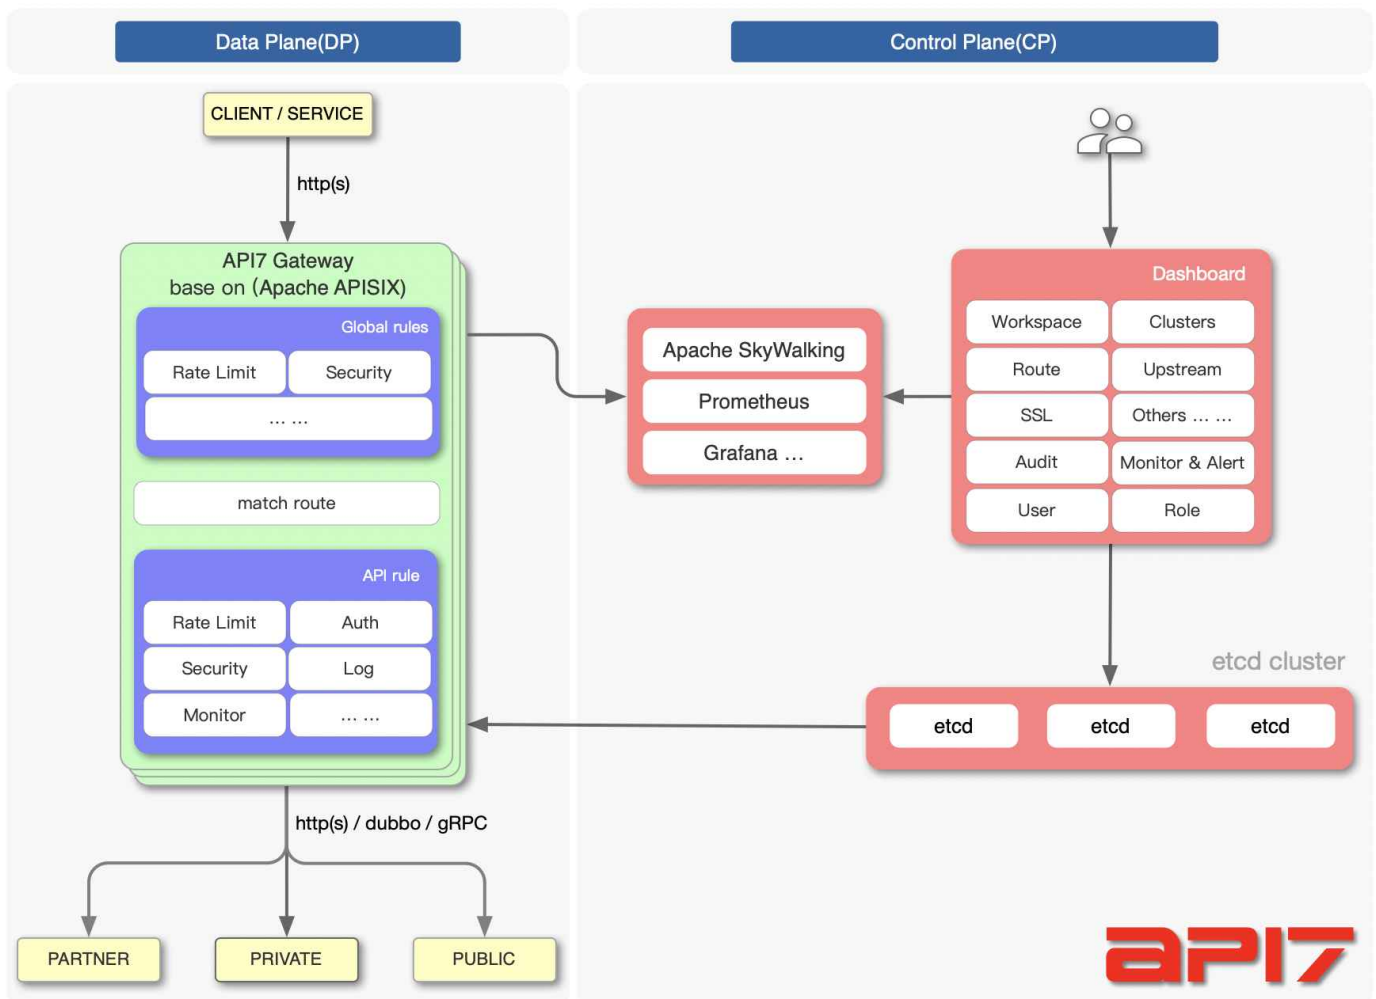 Data Plane(DP)
Control Plane(CP)
CLIENT / SERVICE
http(s)
API7 Gateway
base on (Apache APISIX)
Global rules
Rate Limit
Security
... ...
match route
API rule
Rate Limit
Auth
Security
Log
Monitor
... ...
http(s) / dubbo / gRPC
PARTNER
PRIVATE
PUBLIC
Apache SkyWalking
Prometheus
Grafana ...
Dashboard
Workspace
Clusters
Route
Upstream
SSL
Others ... ...
Audit
Monitor & Alert
User
Role
etcd cluster
etcd
etcd
etcd
API7